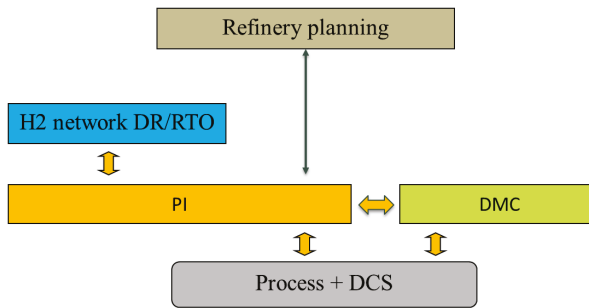 Refinery planning
H2 network DR/RTO
PI
DMC
Process + DCS